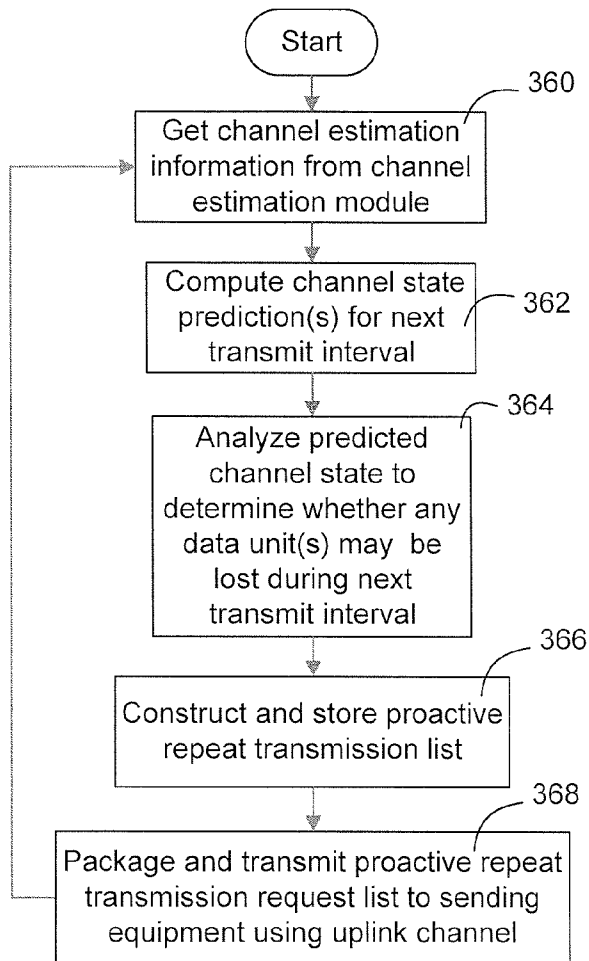 Start
360
Get channel estimation
information from channel
estimation module
Compute channel state
prediction(s) for next
transmit interval
362
364
Analyze predicted
channel state to
determine whether any
data unit(s) may be
lost during next
transmit interval
366
Construct and store proactive
repeat transmission list
368
Package and transmit proactive repeat
transmission request list to sending
equipment using uplink channel